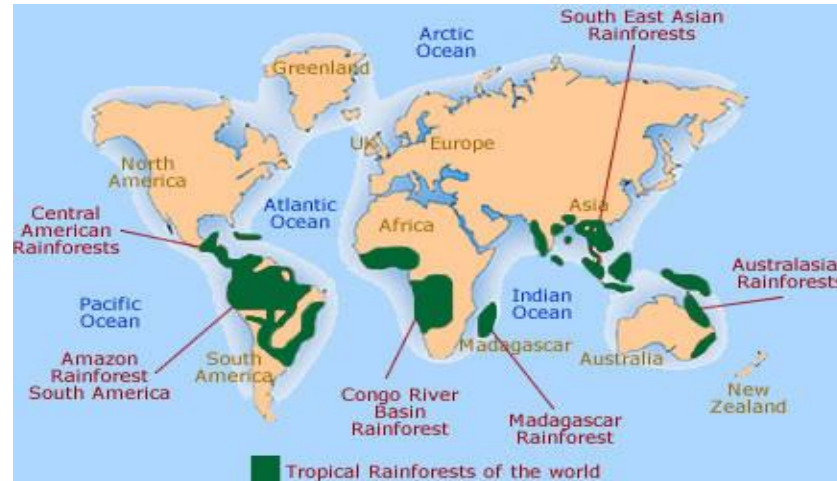 South East Asian
Rainforests
Arctic
Ocean
Greenland
UK
Europe
North
America
Asia
Atlantic
Ocean
Africa
Central
American
Rainforests
Australasia
Rainforests
Pacific
Ocean
Indian
Ocean
Amazon
Rainforest
South America
South
America
Madagascar
Australia
Congo River
Basin
Rainforest
Madagascar
Rainforest
New
Zealand
Tropical Rainforests of the world